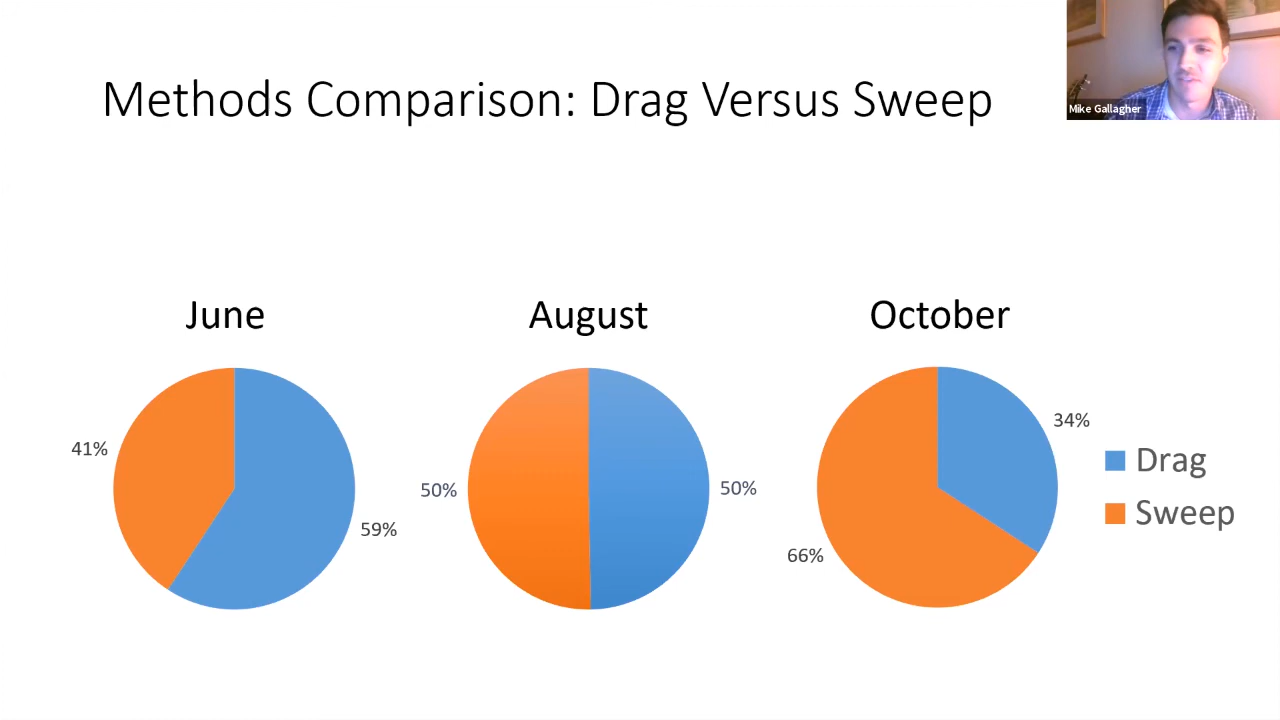 Methods Comparison: Drag Versus Sweep
Mike Gallagher
June
August
October
41%
59%
50%
50%
34%
66%
Drag
Sweep